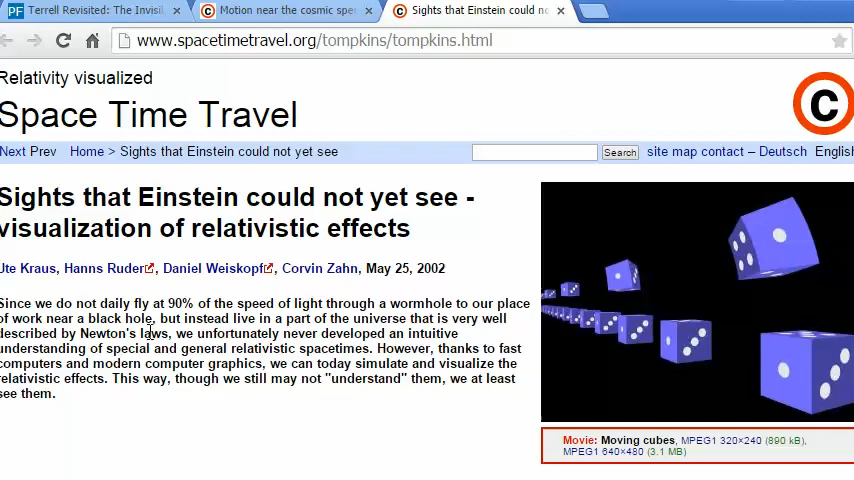 Terrell Revisited: The Invisil
Motion near the cosmic spe
Sights that Einstein could no
www.spacetimetravel.org/tompkins/tompkins.html
Relativity visualized
Space Time Travel
C
Next Prev Home > Sights that Einstein could not yet see Search site map contact – Deutsch English
Sights that Einstein could not yet see -
visualization of relativistic effects
Ute Kraus, Hanns Ruder, Daniel Weiskopf, Corvin Zahn, May 25, 2002
Since we do not daily fly at 90% of the speed of light through a wormhole to our place
of work near a black hole, but instead live in a part of the universe that is very well
described by Newton's laws, we unfortunately never developed an intuitive
understanding of special and general relativistic spacetimes. However, thanks to fast
computers and modern computer graphics, we can today simulate and visualize the
relativistic effects. This way, though we still may not "understand" them, we at least
see them.
Movie: Moving cubes, MPEG1 320×240 (890 kB),
MPEG1 640×480 (3.1 MB)